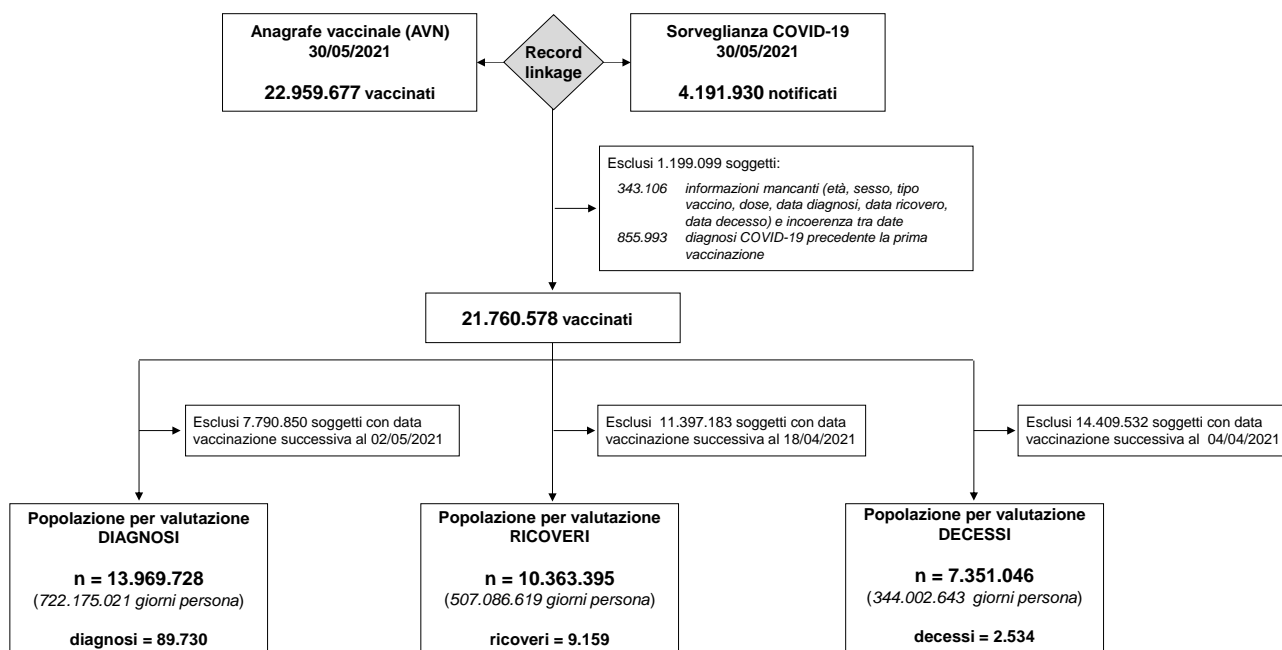 Anagrafe vaccinale (AVN)
30/05/2021
22.959.677 vaccinati
Record
linkage
Sorveglianza COVID-19
30/05/2021
4.191.930 notificati
Esclusi 1.199.099 soggetti:
343.106 informazioni mancanti (età, sesso, tipo
vaccino, dose, data diagnosi, data ricovero,
data decesso) e incoerenza tra date
855.993 diagnosi COVID-19 precedente la prima
vaccinazione
21.760.578 vaccinati
Esclusi 7.790.850 soggetti con data
vaccinazione successiva al 02/05/2021
Esclusi 11.397.183 soggetti con data
vaccinazione successiva al 18/04/2021
Esclusi 14.409.532 soggetti con data
vaccinazione successiva al 04/04/2021
Popolazione per valutazione
DIAGNOSI
n = 13.969.728
(722.175.021 giorni persona)
diagnosi = 89.730
Popolazione per valutazione
RICOVERI
n = 10.363.395
(507.086.619 giorni persona)
ricoveri = 9.159
Popolazione per valutazione
DECESSI
n = 7.351.046
(344.002.643 giorni persona)
decessi = 2.534